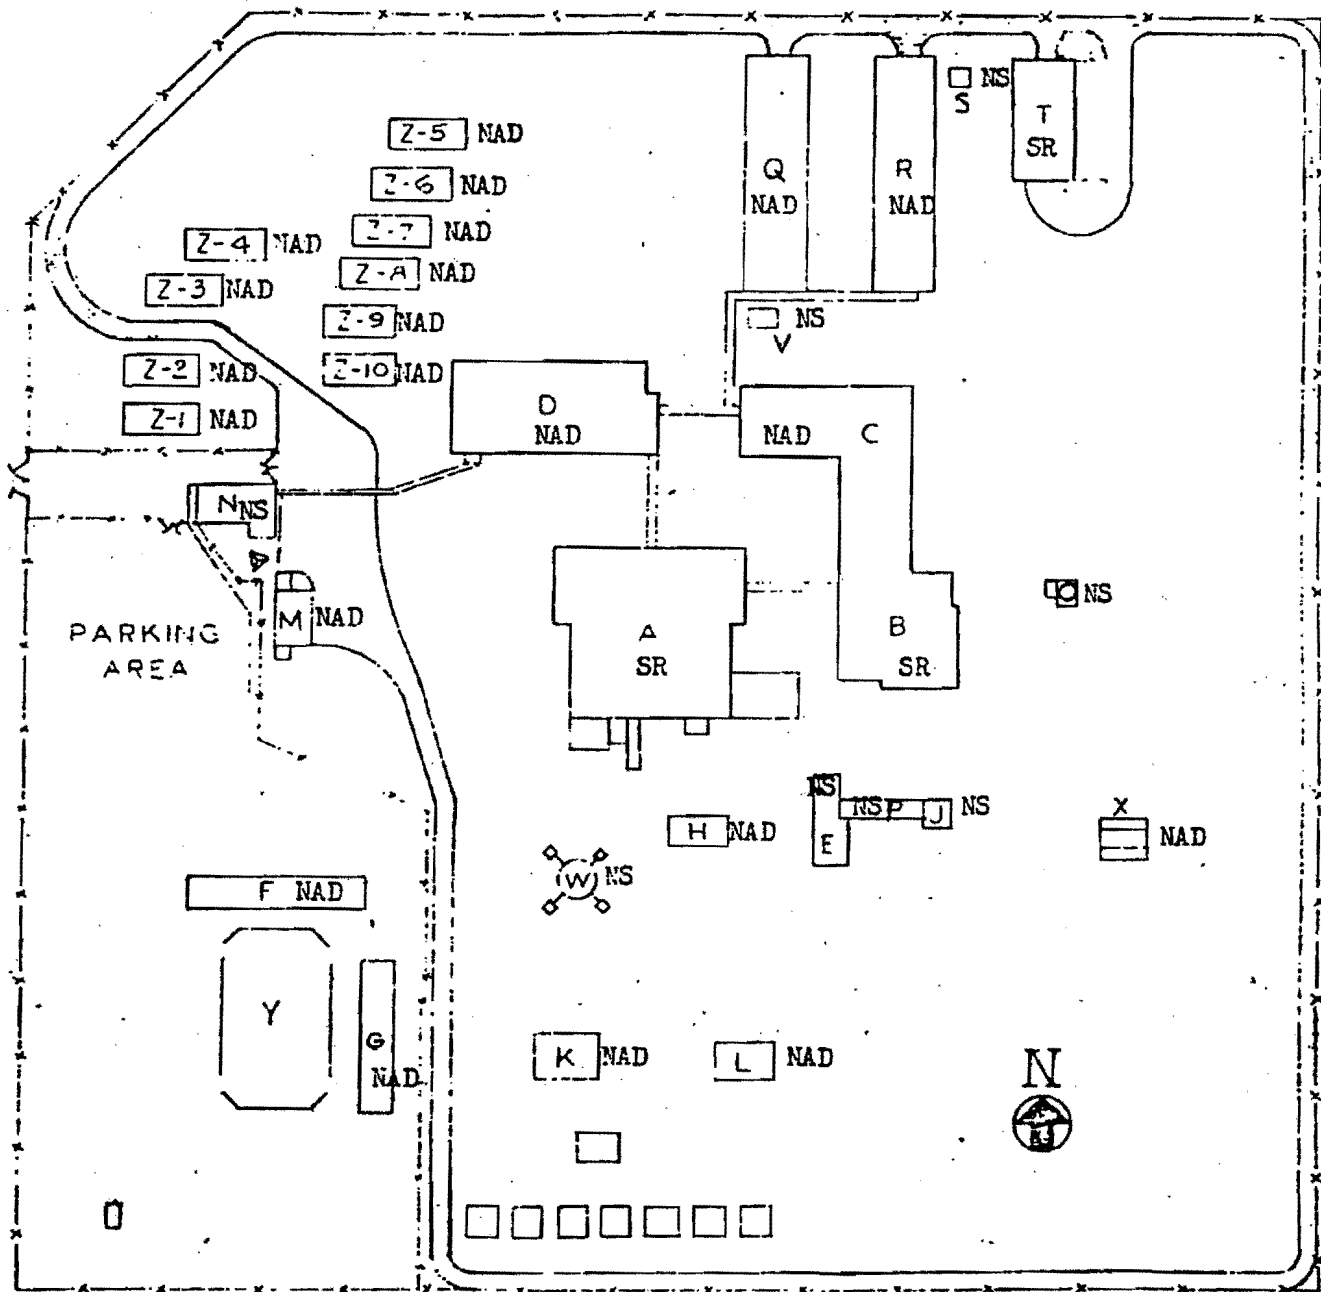 Z-5 NAD
Z-6 NAD
Z-7 NAD
Z-4 NAD
Z-8 NAD
Z-3 NAD
Z-9 NAD
Z-2 NAD
Z-10 NAD
Z-1 NAD
Q
NAD
R
NAD
S NS
T
SR
V NS
D
NAD
NAD C
N NS
M NAD
PARKING
AREA
A
SR
B
SR
O NS
NS
E
NS P
J NS
H NAD
X NAD
W NS
F NAD
Y
G
NAD
K NAD
L NAD
N